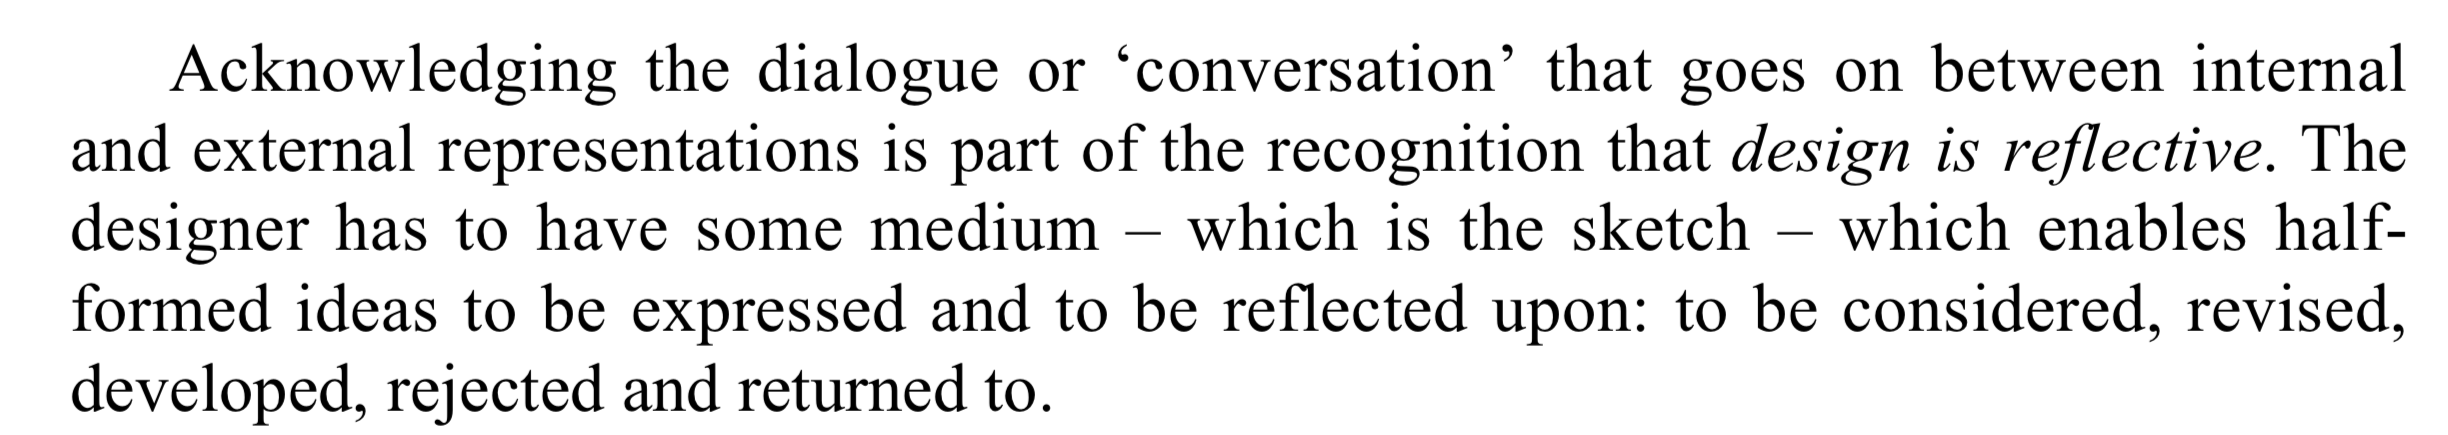 Acknowledging the dialogue or ‘conversation’ that goes on between internal
and external representations is part of the recognition that design is reflective. The
designer has to have some medium – which is the sketch – which enables half-
formed ideas to be expressed and to be reflected upon: to be considered, revised,
developed, rejected and returned to.